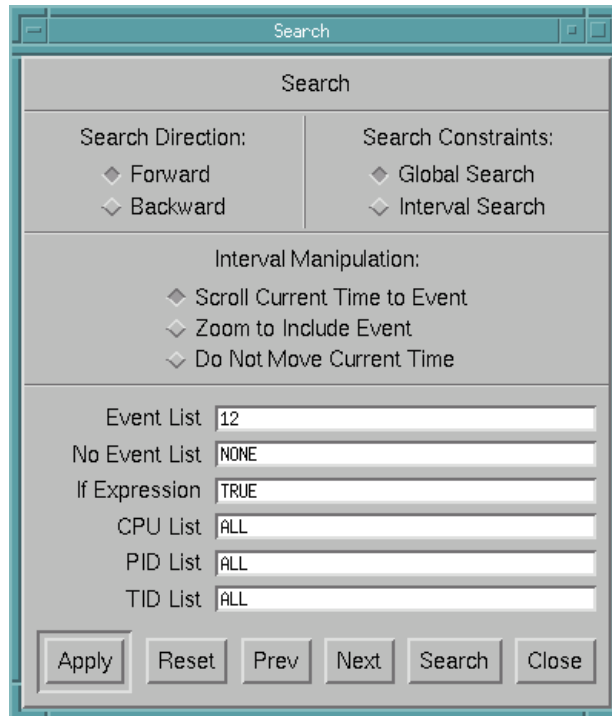 Search
Search
Search Direction:
Forward
Backward
Search Constraints:
Global Search
Interval Search
Interval Manipulation:
Scroll Current Time to Event
Zoom to Include Event
Do Not Move Current Time
Event List 12
No Event List NONE
If Expression TRUE
CPU List ALL
PID List ALL
TID List ALL
Apply Reset Prev Next Search Close